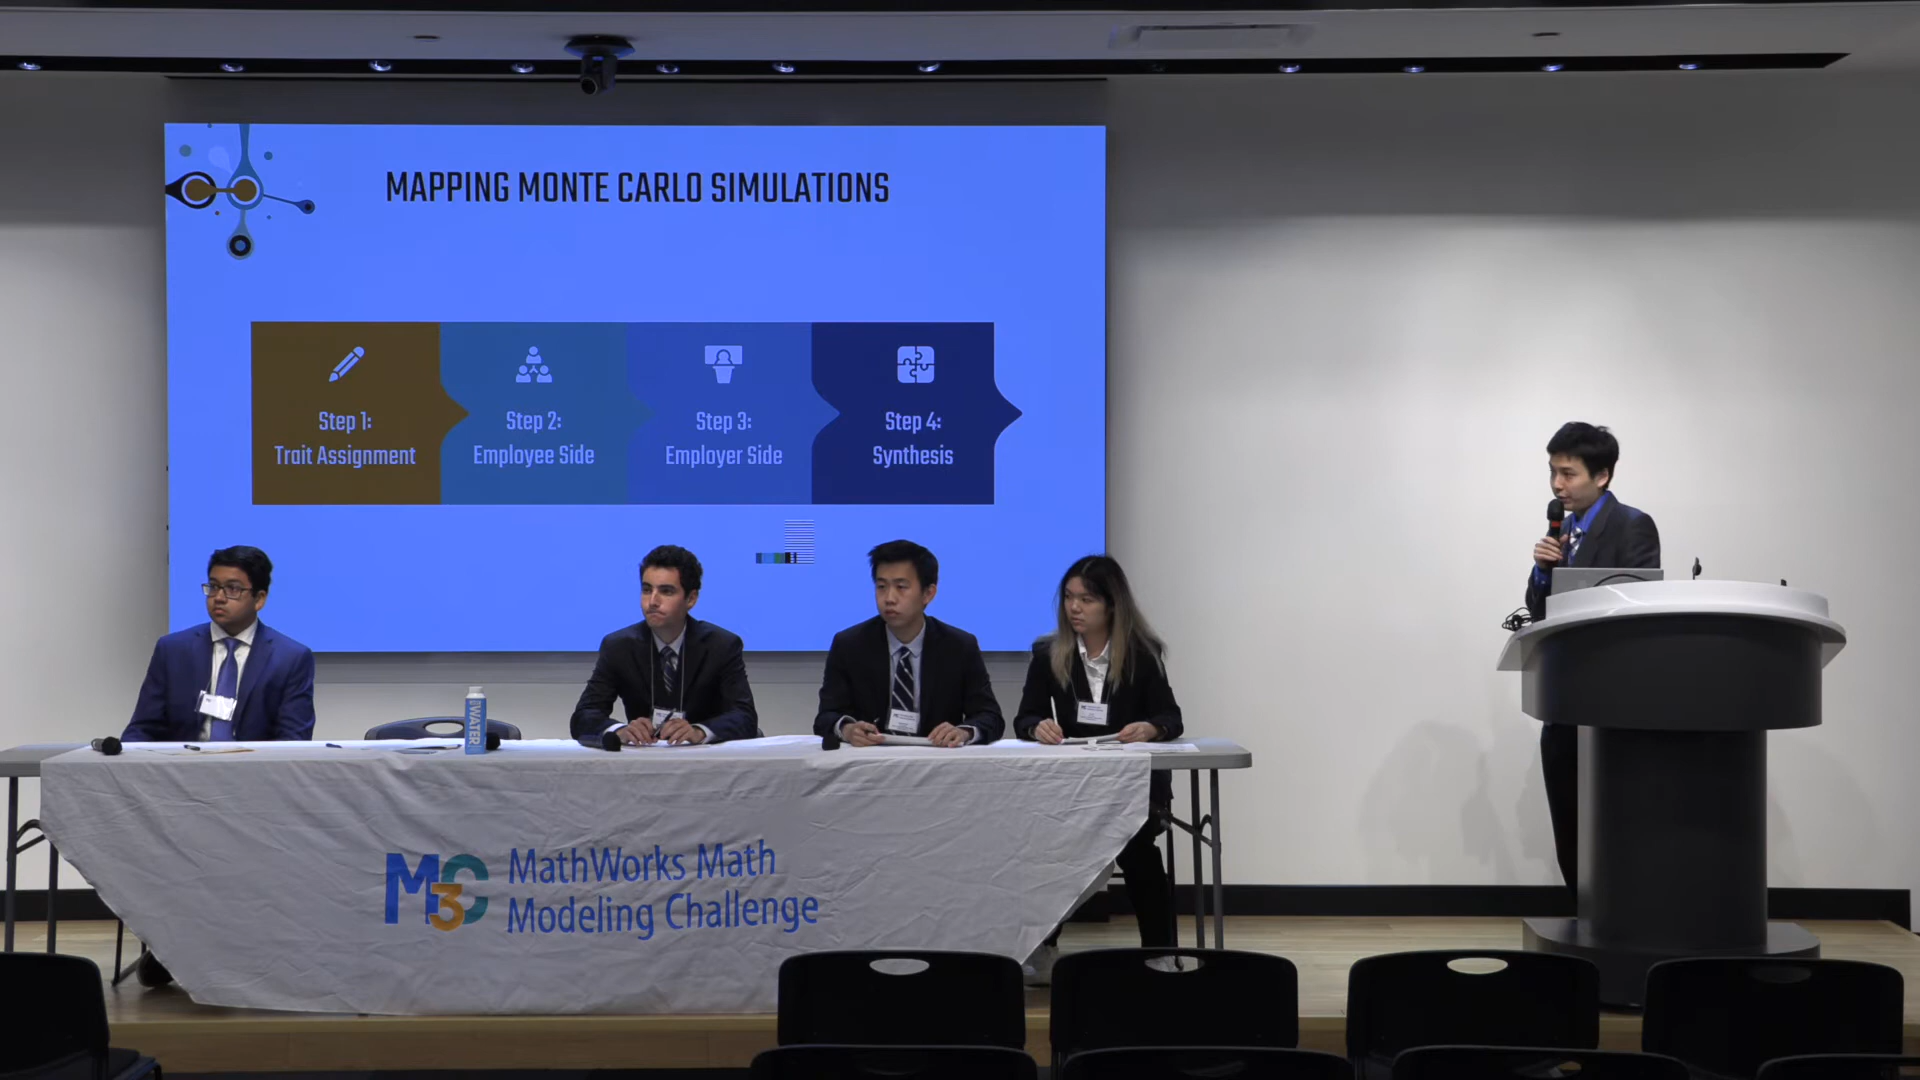 MAPPING MONTE CARLO SIMULATIONS
Step 1:
Trait Assignment
Step 2:
Employee Side
Step 3:
Employer Side
Step 4:
Synthesis
WATER
M3C
MathWorks Math
Modeling Challenge